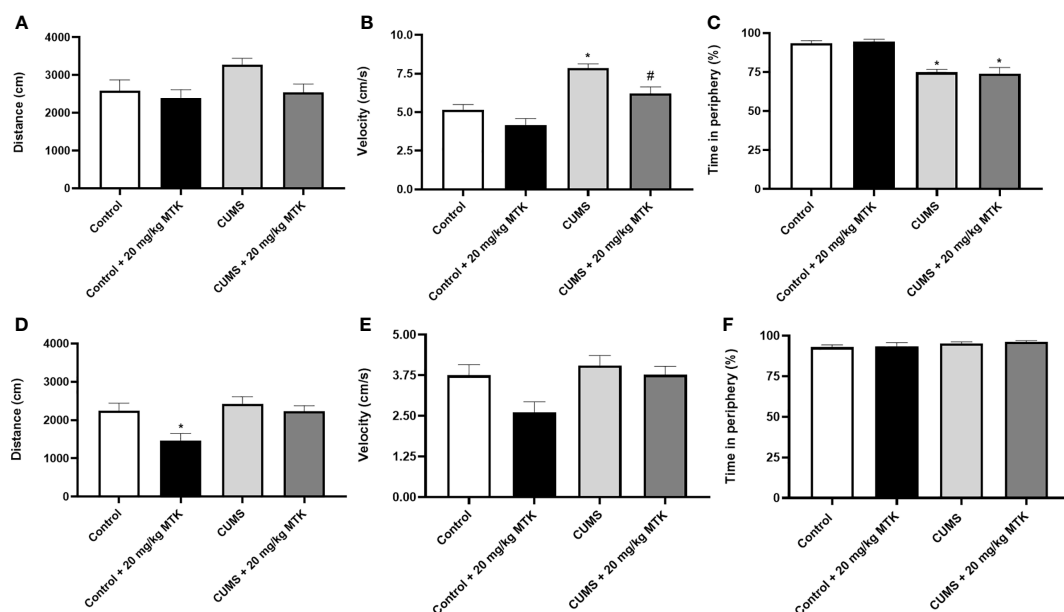 A
Distance (cm)
4000
3000
2000
1000
0
Control
Control + 20 mg/kg MTK
CUMS
CUMS + 20 mg/kg MTK
B
Velocity (cm/s)
10.0
7.5
5.0
2.5
0.0
*
#
Control
Control + 20 mg/kg MTK
CUMS
CUMS + 20 mg/kg MTK
C
Time in periphery (%)
100
75
50
25
0
*
*
Control
Control + 20 mg/kg MTK
CUMS
CUMS + 20 mg/kg MTK
D
Distance (cm)
4000
3000
2000
1000
0
*
Control
Control + 20 mg/kg MTK
CUMS
CUMS + 20 mg/kg MTK
E
Velocity (cm/s)
5.00
3.75
2.50
1.25
0.00
Control
Control + 20 mg/kg MTK
CUMS
CUMS + 20 mg/kg MTK
F
Time in periphery (%)
100
75
50
25
0
Control
Control + 20 mg/kg MTK
CUMS
CUMS + 20 mg/kg MTK